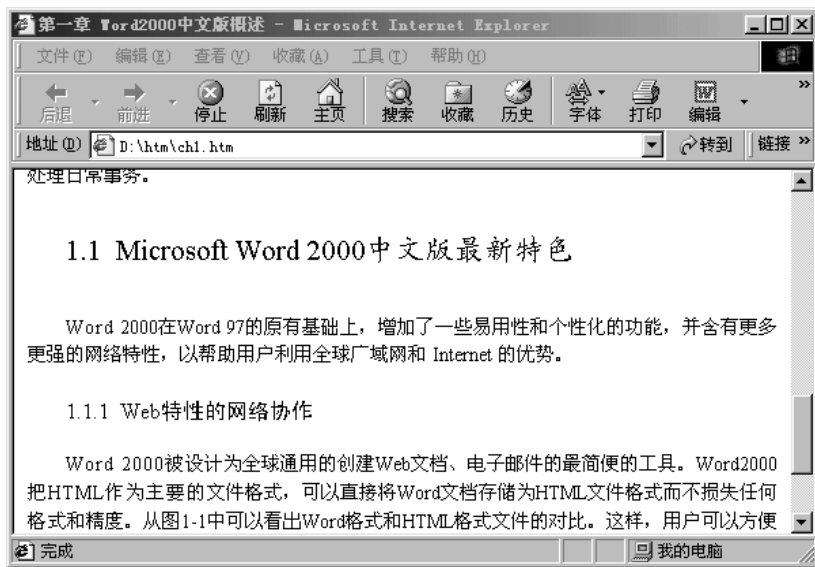 第一章 Word2000中文版概述 - Microsoft Internet Explorer
文件(F) 编辑(E) 查看(V) 收藏(A) 工具(T) 帮助(H)
后退 前进 停止 刷新 主页 搜索 收藏 历史 字体 打印 编辑 »
地址(D) D:\htm\ch1.htm 转到 链接 »
处理日常事务。
1.1 Microsoft Word 2000中文版最新特色
Word 2000在Word 97的原有基础上，增加了一些易用性和个性化的功能，并含有更多
更强的网络特性，以帮助用户利用全球广域网和 Internet 的优势。
1.1.1 Web特性的网络协作
Word 2000被设计为全球通用的创建Web文档、电子邮件的最简便的工具。Word2000
把HTML作为主要的文件格式，可以直接将Word文档存储为HTML文件格式而不损失任何
格式和精度。从图1-1中可以看出Word格式和HTML格式文件的对比。这样，用户可以方便
完成 我的电脑